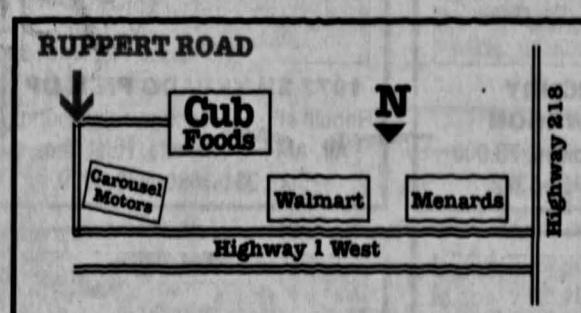 RUPPERT ROAD
Cub
Foods
N
Carousel
Motors
Walmart
Menards
Highway 218
Highway 1 West